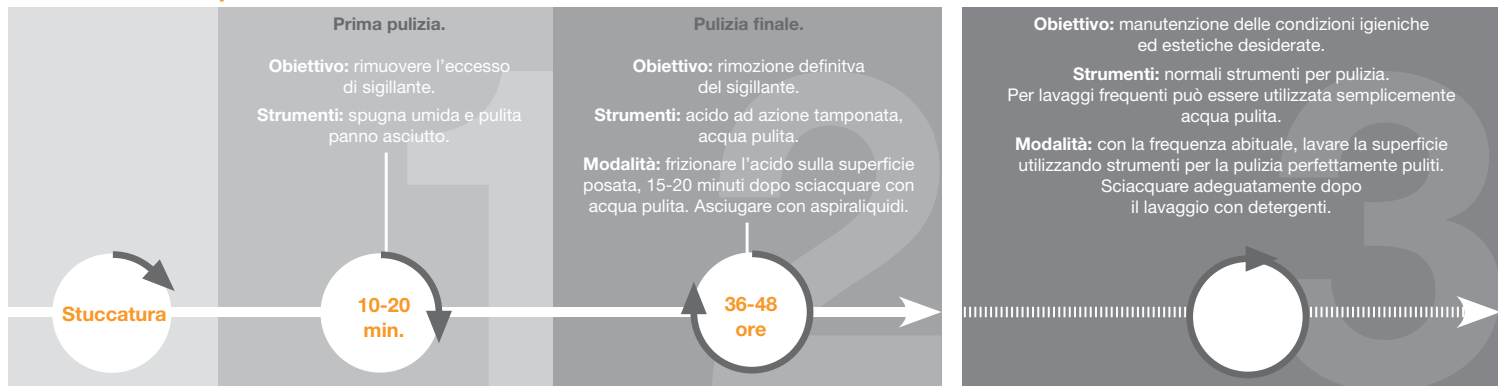 Prima pulizia.
Obiettivo: rimuovere l'eccesso
di sigillante.
Strumenti: spugna umida e pulita
panno asciutto.
Pulizia finale.
Obiettivo: rimozione definitva
del sigillante.
Strumenti: acido ad azione tamponata,
acqua pulita.
Modalità: frizionare l'acido sulla superficie
posata, 15-20 minuti dopo sciacquare con
acqua pulita. Asciugare con aspiraliquidi.
Obiettivo: manutenzione delle condizioni igieniche
ed estetiche desiderate.
Strumenti: normali strumenti per pulizia.
Per lavaggi frequenti può essere utilizzata semplicemente
acqua pulita.
Modalità: con la frequenza abituale, lavare la superficie
utilizzando strumenti per la pulizia perfettamente puliti.
Sciacquare adeguatamente dopo
il lavaggio con detergenti.
1
2
3
Stuccatura
10-20
min.
36-48
ore